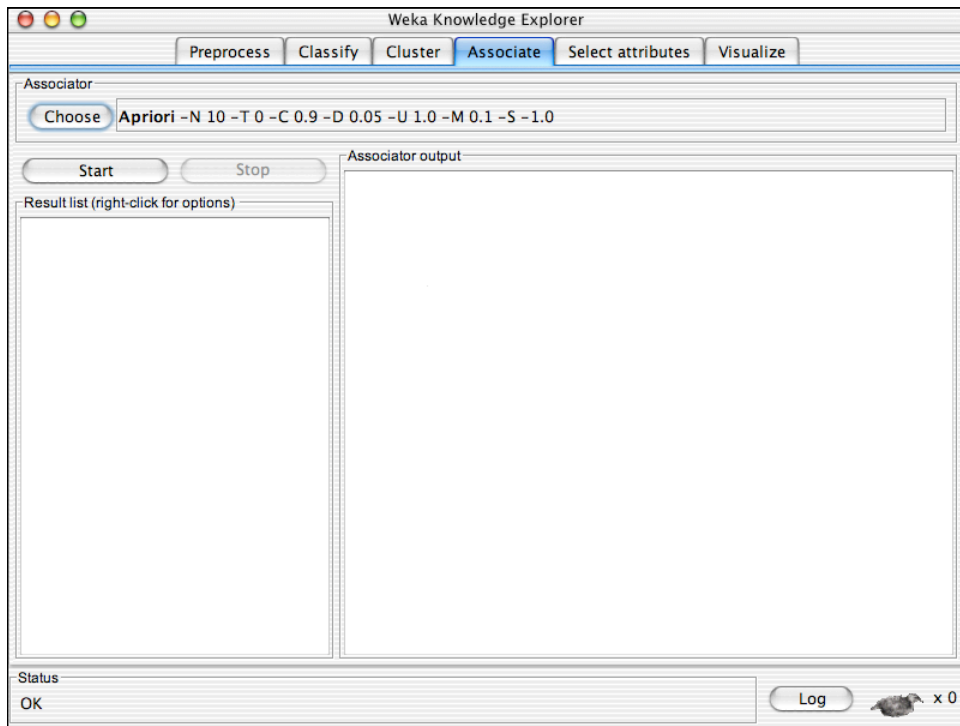 Weka Knowledge Explorer
Preprocess Classify Cluster Associate Select attributes Visualize
Associator
Choose Apriori -N 10 -T 0 -C 0.9 -D 0.05 -U 1.0 -M 0.1 -S -1.0
Start Stop
Associator output
Result list (right-click for options)
Status
OK
Log x 0